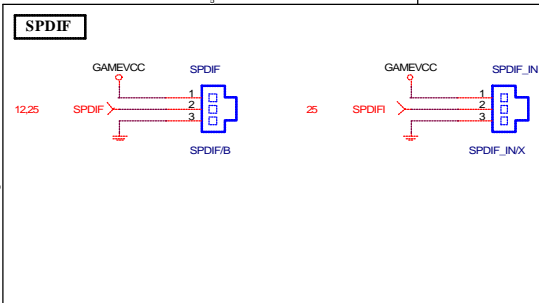 SPDIF
GAMEVCC SPDIF
12,25 SPDIF 1
2
3
SPDIF/B
GAMEVCC SPDIF_IN
25 SPDIFI 1
2
3
SPDIF_IN/X